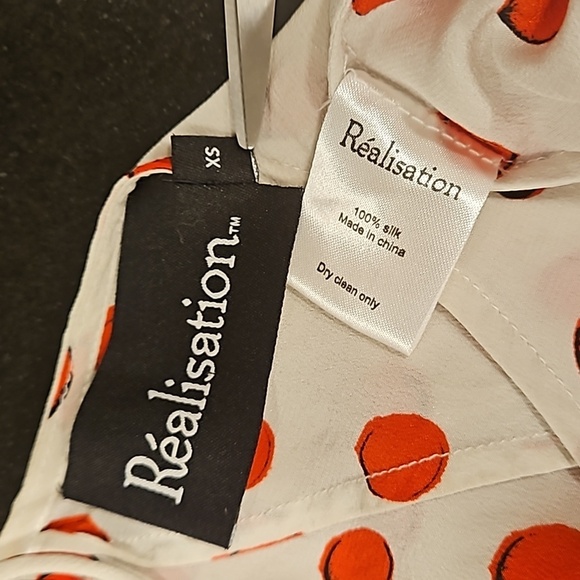 XS
Réalisation™
Réalisation
100% silk
Made in china
Dry clean only